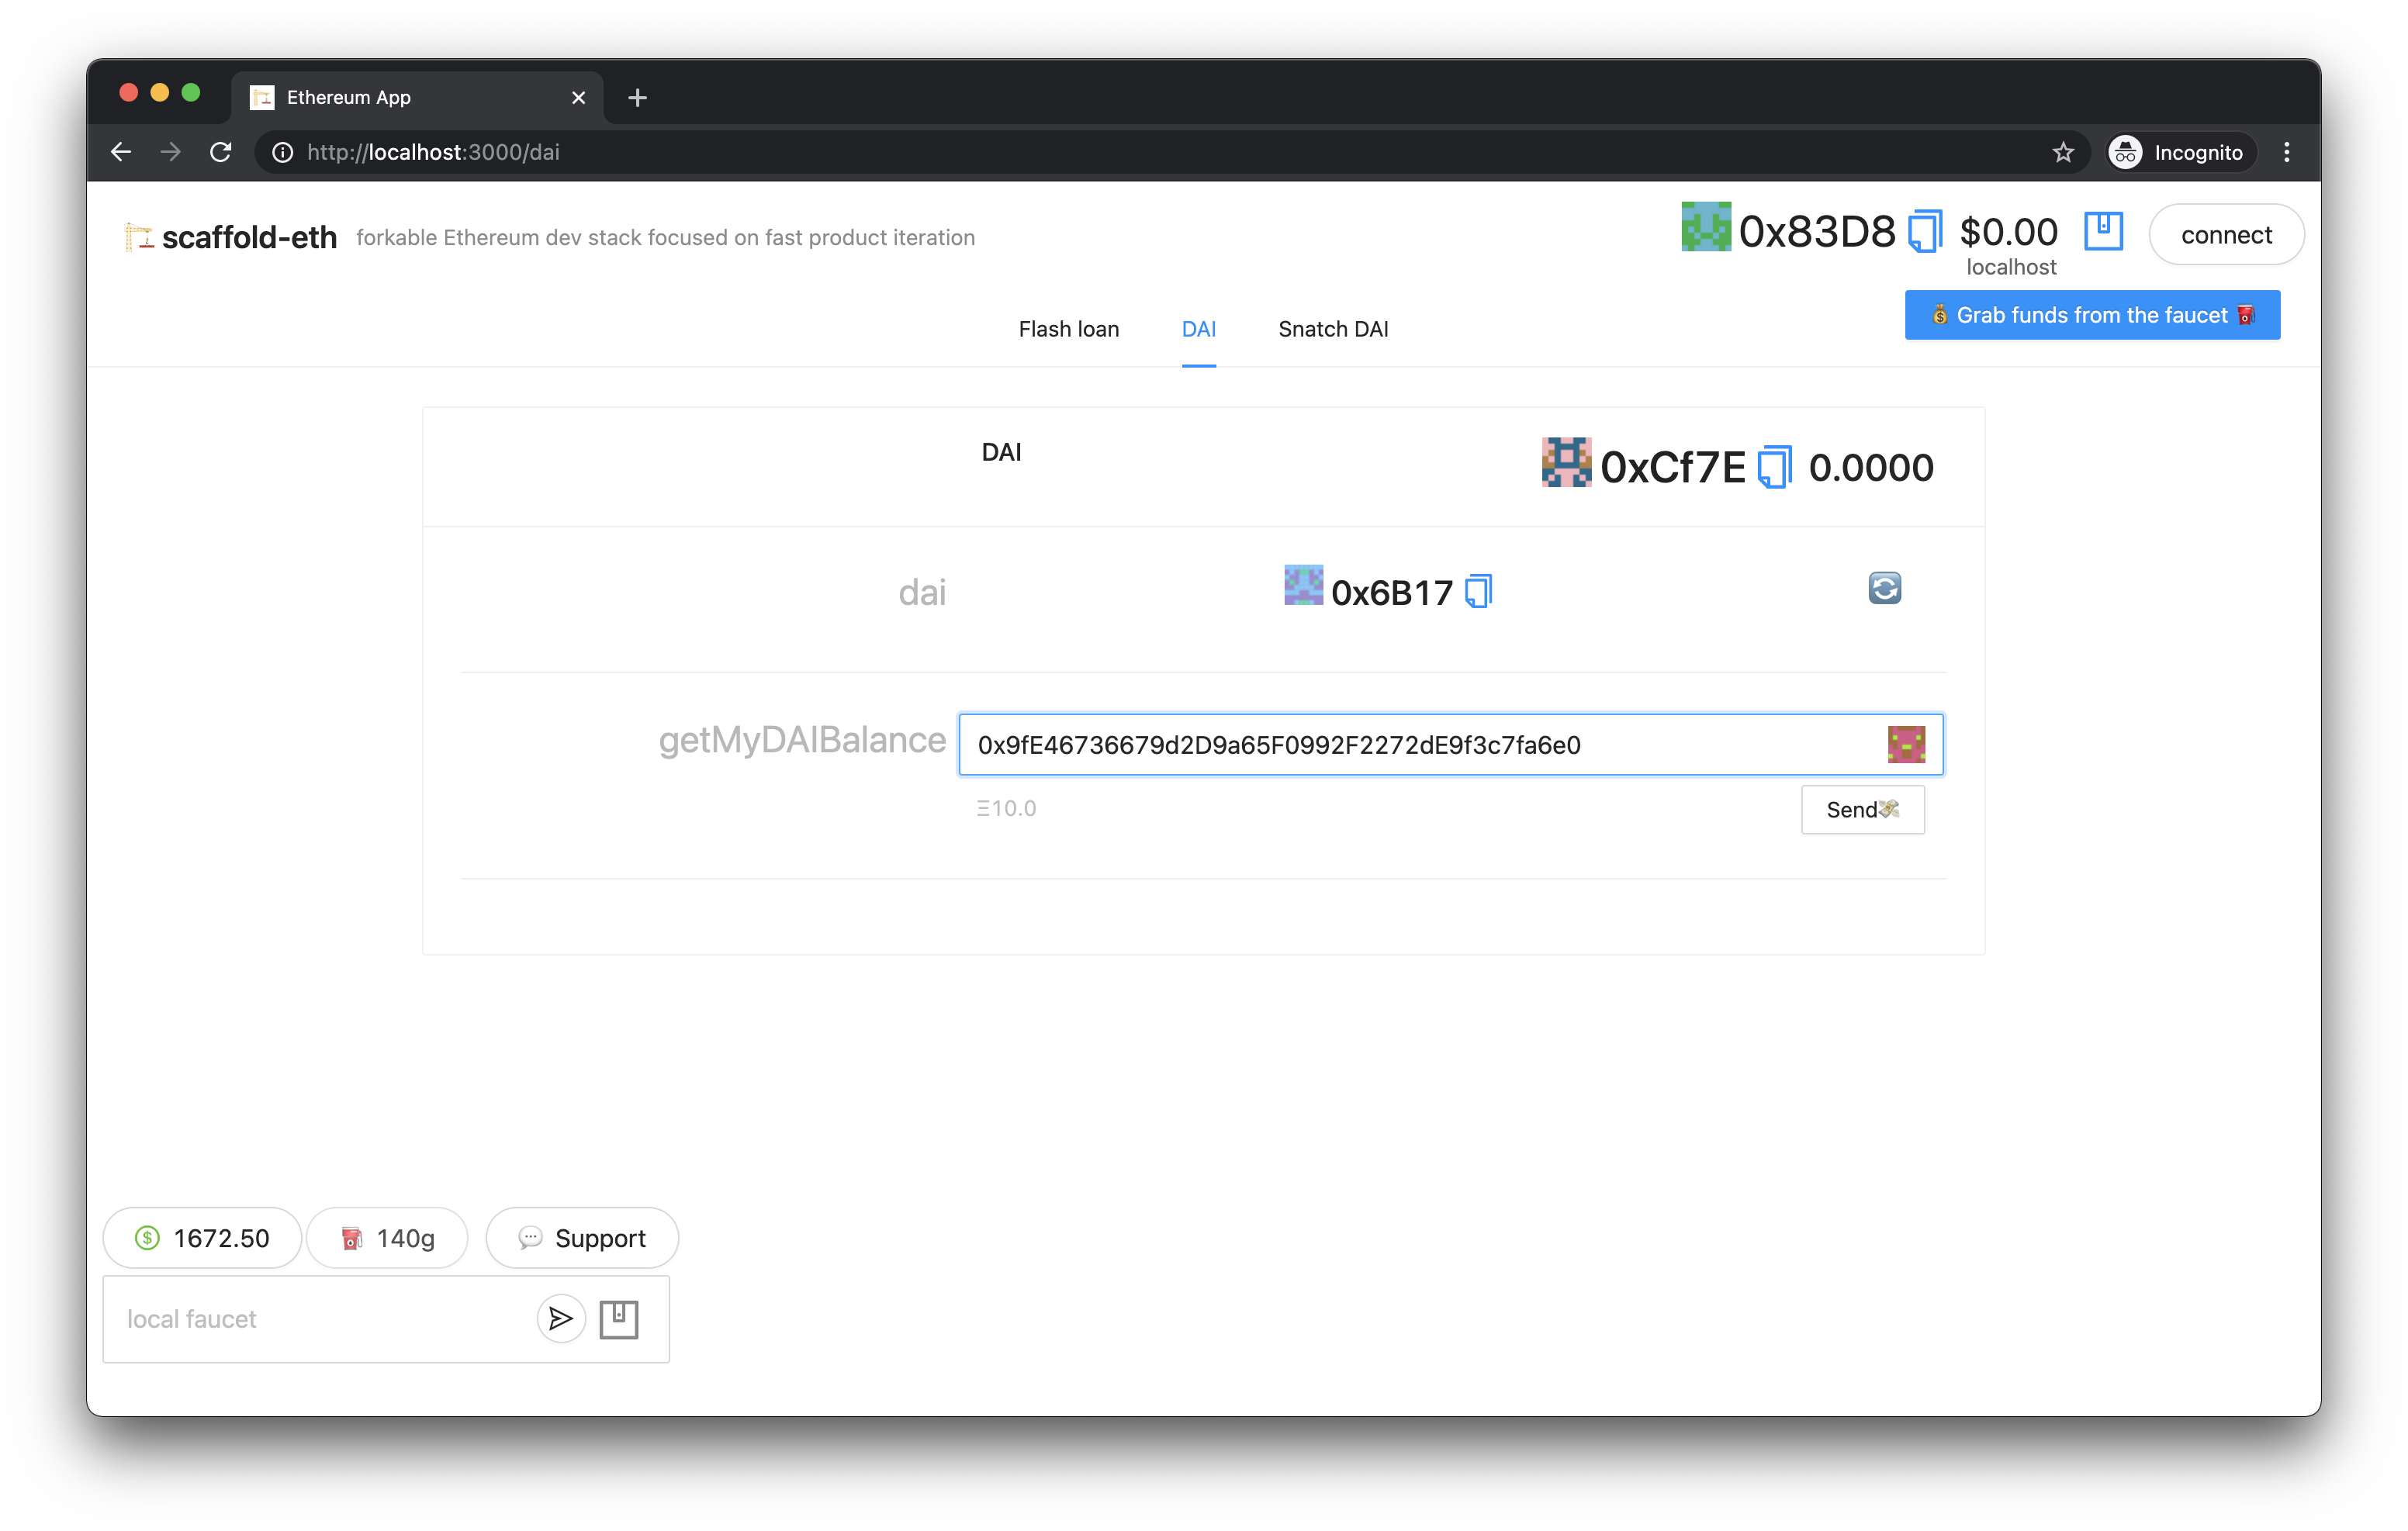 Ethereum App
http://localhost:3000/dai
Incognito
scaffold-eth forkable Ethereum dev stack focused on fast product iteration
0x83D8 $0.00 connect
localhost
Grab funds from the faucet
Flash loan DAI Snatch DAI
DAI
0xCf7E 0.0000
dai 0x6B17
getMyDAIBalance 0x9fE46736679d2D9a65F0992F2272dE9f3c7fa6e0
Ξ10.0 Send
1672.50 140g Support
local faucet